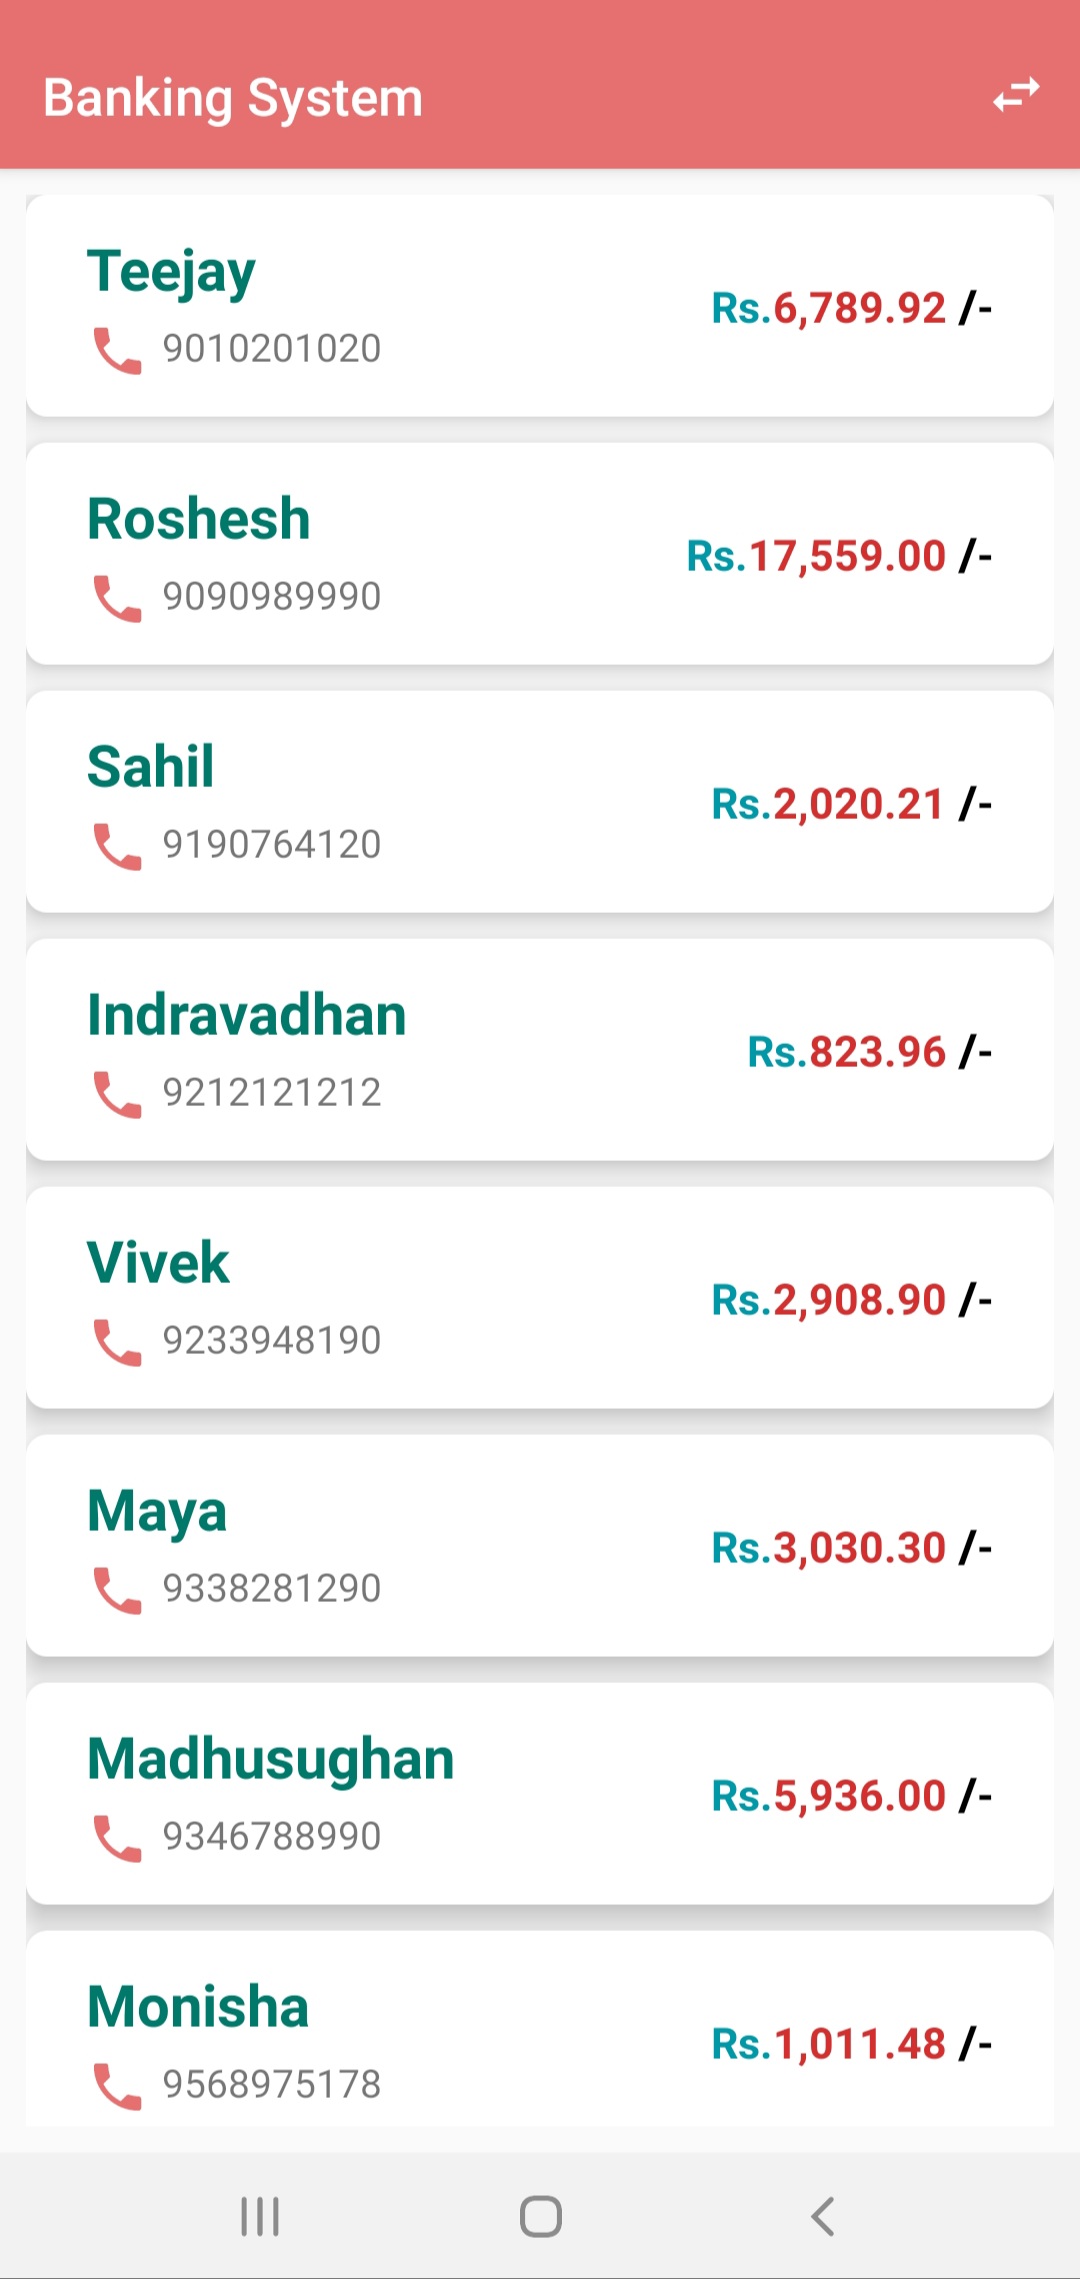 Banking System
Teejay
Rs.6,789.92 /-
9010201020
Roshesh
Rs.17,559.00 /-
9090989990
Sahil
Rs.2,020.21 /-
9190764120
Indravadhan
Rs.823.96 /-
9212121212
Vivek
Rs.2,908.90 /-
9233948190
Maya
Rs.3,030.30 /-
9338281290
Madhusughan
Rs.5,936.00 /-
9346788990
Monisha
Rs.1,011.48 /-
9568975178